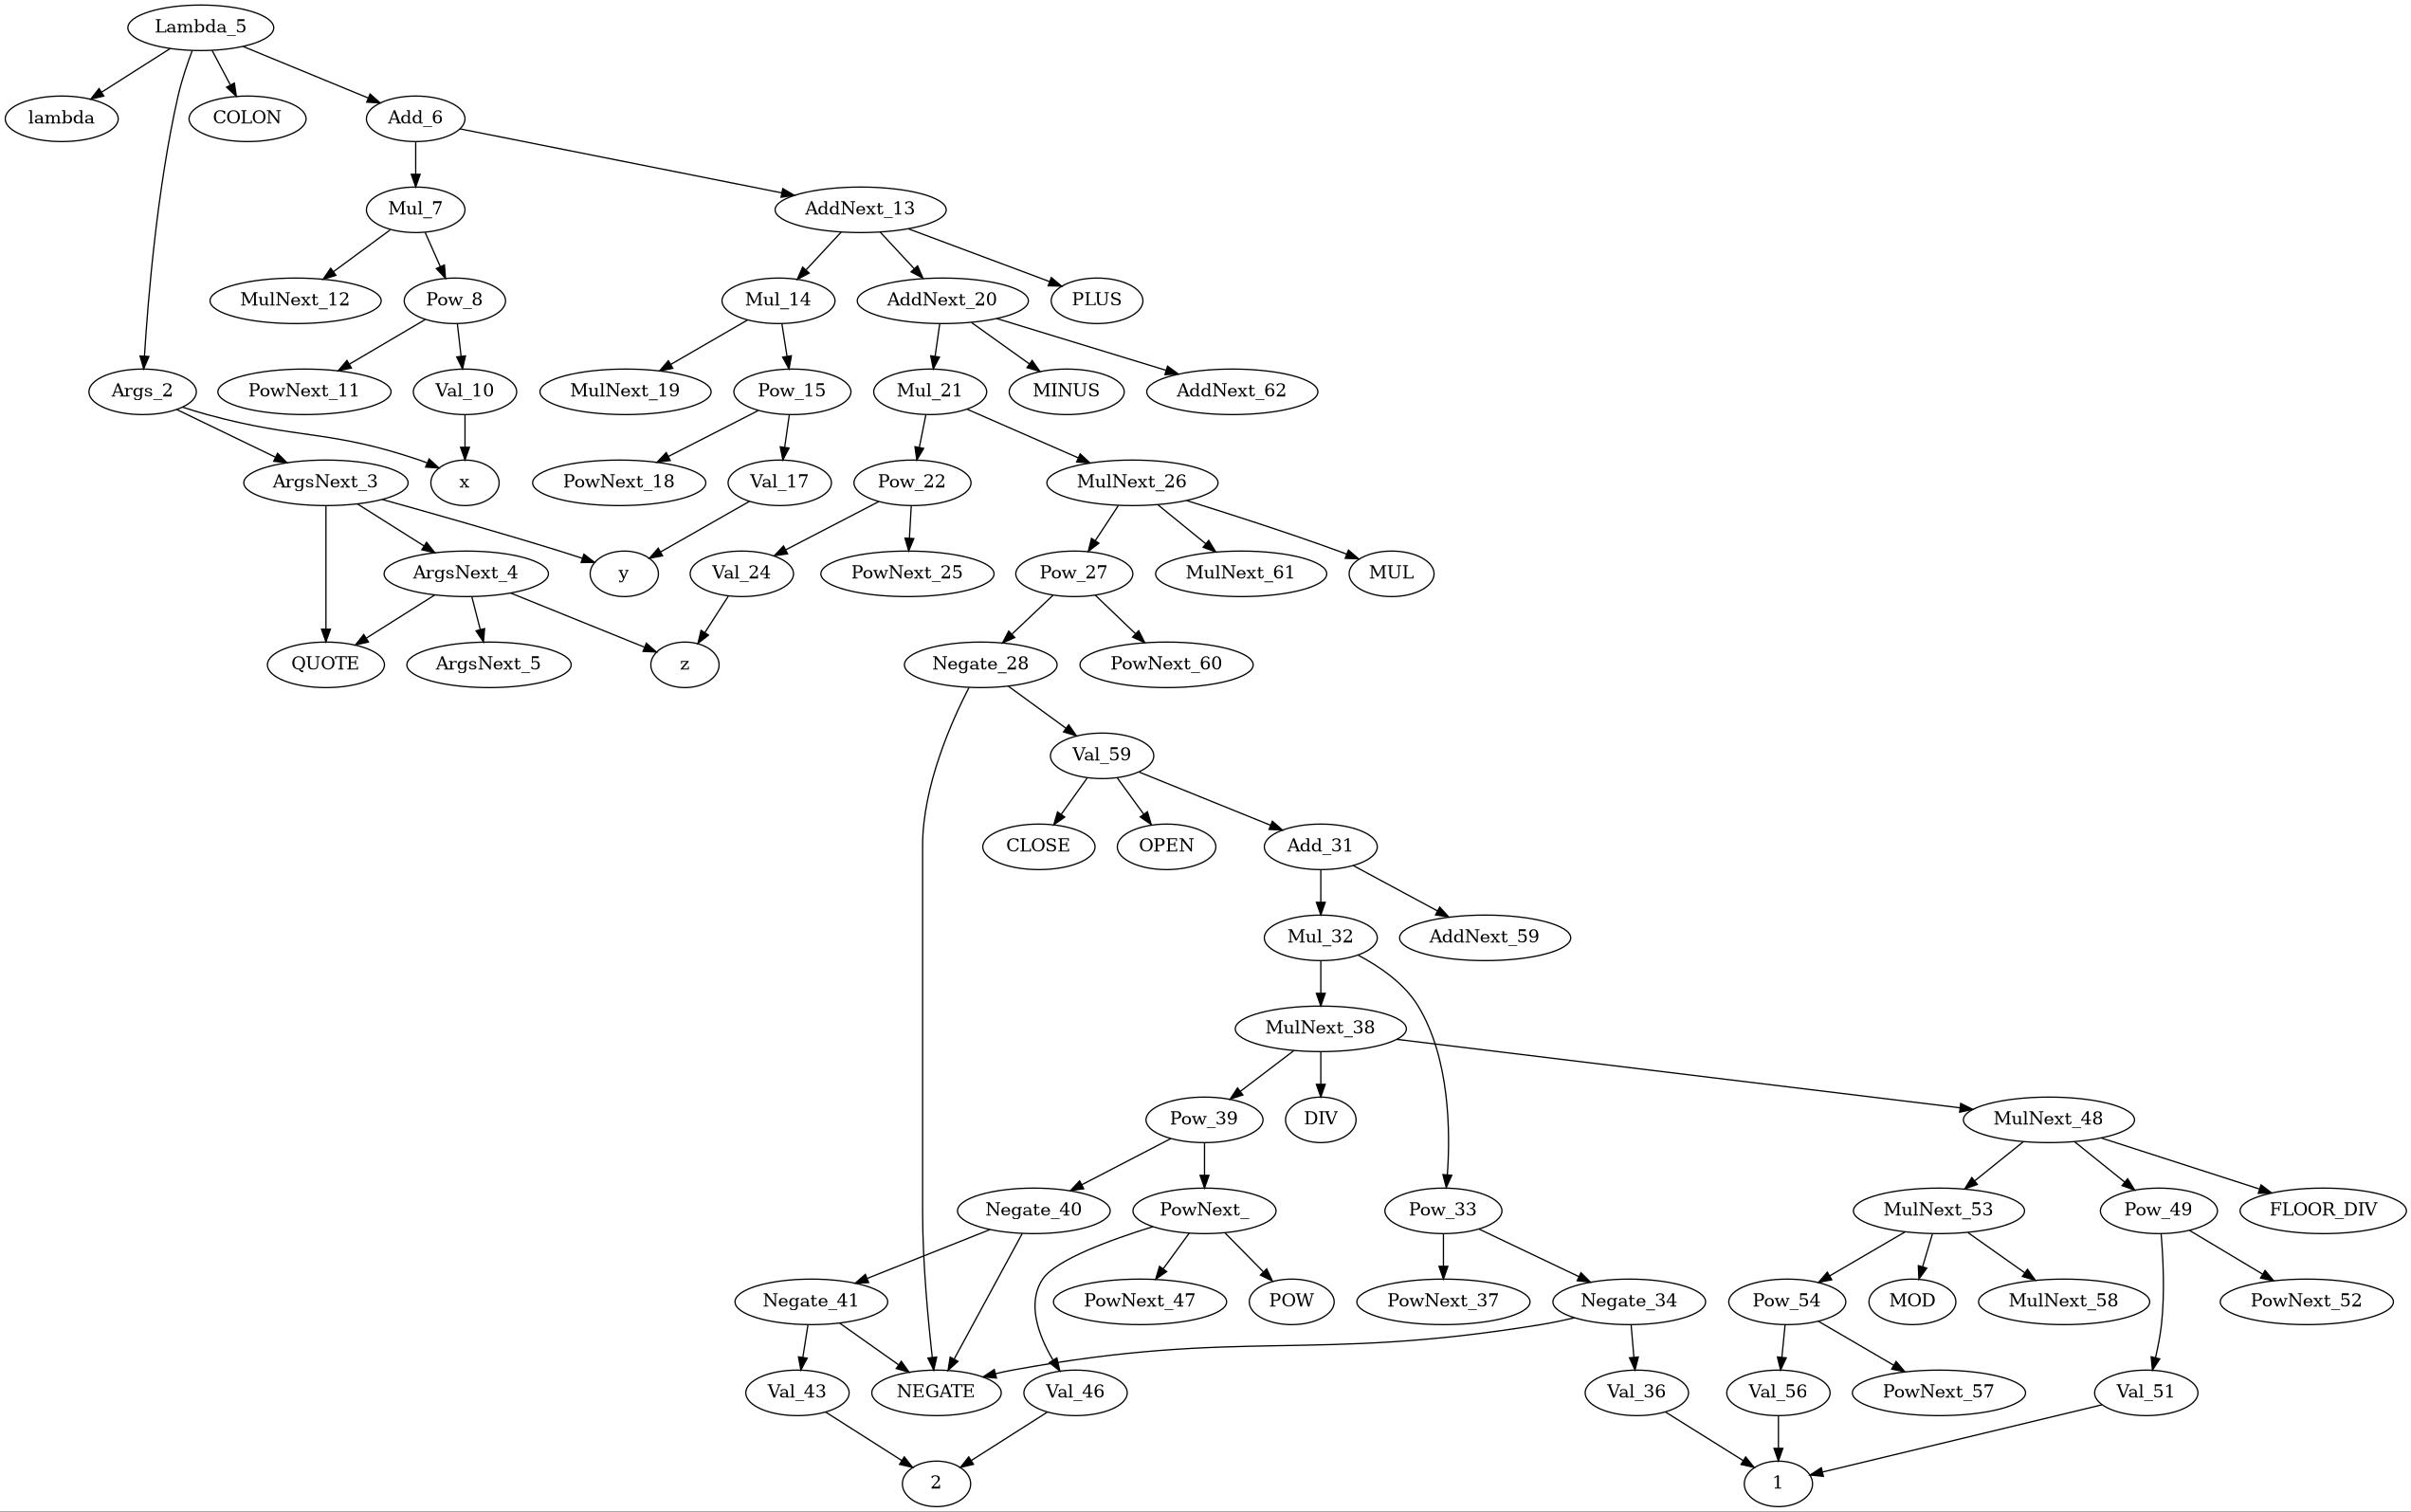 Lambda_5
lambda
COLON
Add_6
Mul_7
AddNext_13
MulNext_12
Pow_8
Mul_14
AddNext_20
PLUS
Args_2
PowNext_11
Val_10
MulNext_19
Pow_15
Mul_21
MINUS
AddNext_62
ArgsNext_3
x
PowNext_18
Val_17
Pow_22
MulNext_26
ArgsNext_4
y
Val_24
PowNext_25
Pow_27
MulNext_61
MUL
QUOTE
ArgsNext_5
z
Negate_28
PowNext_60
Val_59
CLOSE
OPEN
Add_31
Mul_32
AddNext_59
MulNext_38
Pow_39
DIV
MulNext_48
Negate_40
PowNext_
Pow_33
MulNext_53
Pow_49
FLOOR_DIV
Negate_41
PowNext_47
POW
PowNext_37
Negate_34
Pow_54
MOD
MulNext_58
PowNext_52
Val_43
NEGATE
Val_46
Val_36
Val_56
PowNext_57
Val_51
2
1